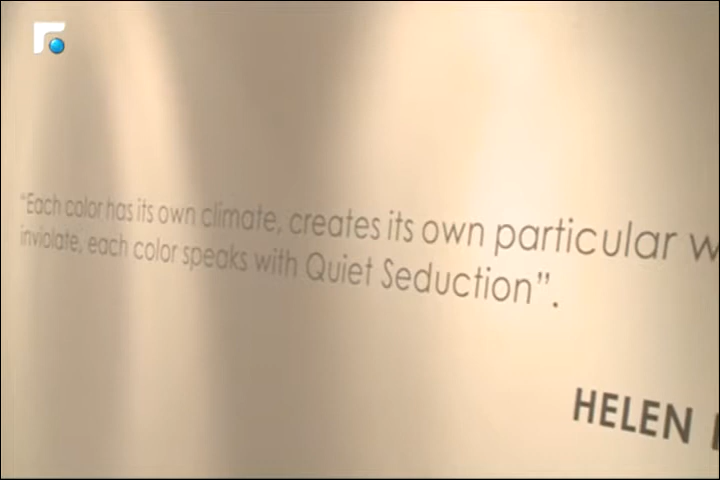 "Each color has its own climate, creates its own particular
inviolate, each color speaks with Quiet Seduction".
HELEN